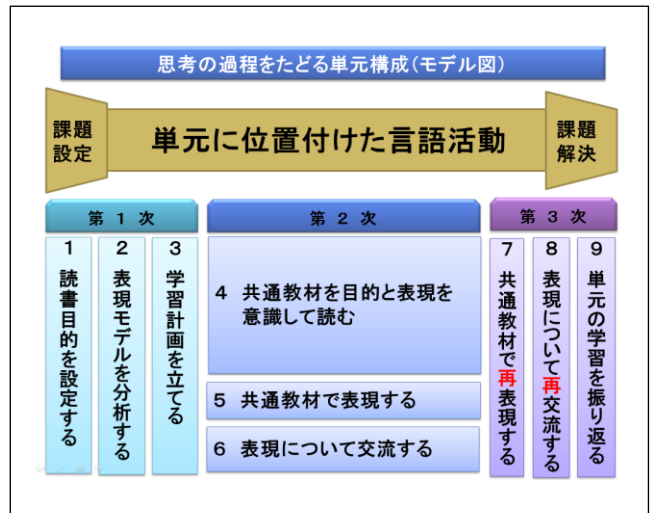 思考の過程をたどる単元構成(モデル図)
課題
設定
単元に位置付けた言語活動
課題
解決
第1次
第2次
第3次
1 読書目的を設定する
2 表現モデルを分析する
3 学習計画を立てる
4 共通教材を目的と表現を
意識して読む
5 共通教材で表現する
6 表現について交流する
7 共通教材で再表現する
8 表現について再交流する
9 単元の学習を振り返る